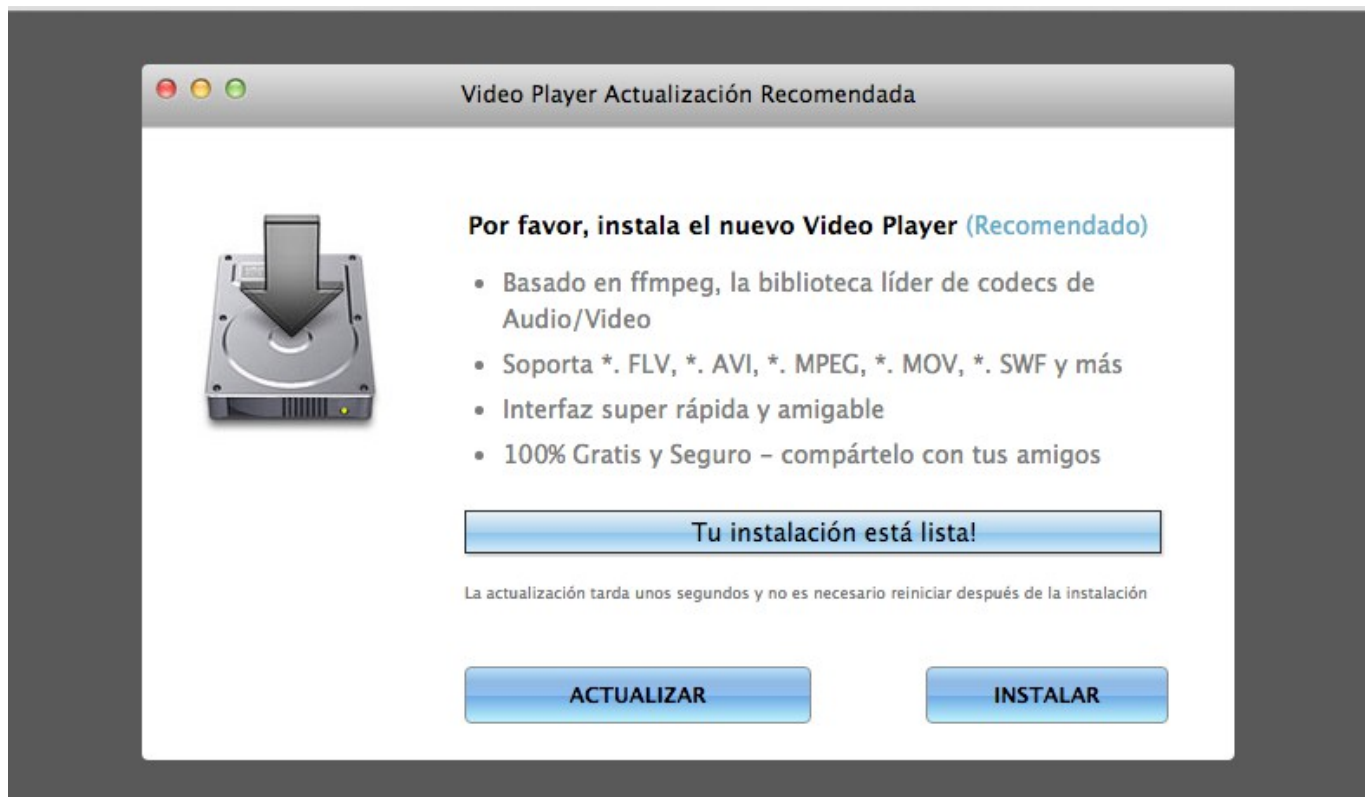 Video Player Actualización Recomendada
Por favor, instala el nuevo Video Player (Recomendado)
• Basado en ffmpeg, la biblioteca líder de codecs de
Audio/Video
• Soporta *. FLV, *. AVI, *. MPEG, *. MOV, *. SWF y más
• Interfaz super rápida y amigable
• 100% Gratis y Seguro – compártelo con tus amigos
Tu instalación está lista!
La actualización tarda unos segundos y no es necesario reiniciar después de la instalación
ACTUALIZAR
INSTALAR